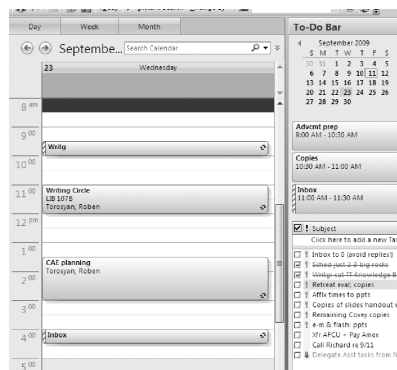 Day Week Month
Septembe... Search Calendar
23 Wednesday
8 am
9 00
Writg
10 00
11 00
Writing Circle
LIB 107B
Torosyan, Roben
12 pm
1 00
CAE planning
Torosyan, Roben
2 00
3 00
4 00
Inbox
5 00
To-Do Bar
September 2009
S M T W T F S
30 31 1 2 3 4 5
6 7 8 9 10 11 12
13 14 15 16 17 18 19
20 21 22 23 24 25 26
27 28 29 30
Advcmt prep
9:00 AM - 10:30 AM
Copies
10:30 AM - 11:00 AM
Inbox
11:00 AM - 11:30 AM
! Subject
Click here to add a new Tas
Inbox to 0 (avoid replies!)
Sched just 2-3 big rocks
Writg: cut TT Knowledge B
Retreat eval; copies
Affix times to ppts
Copies of slides handout
Remaining Covey copies
e-m & flash: ppts
Xfr AFCU + Pay Amex
Call Richard re 9/11
Delegate Asst tasks from N